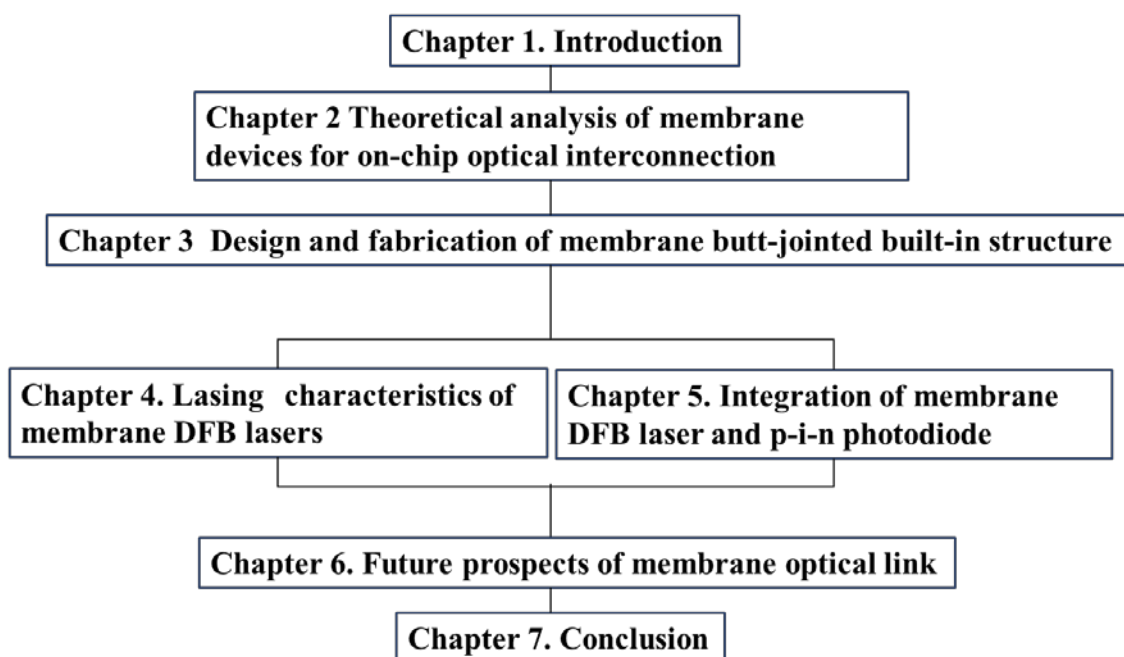 Chapter 1. Introduction
Chapter 2 Theoretical analysis of membrane
devices for on-chip optical interconnection
Chapter 3 Design and fabrication of membrane butt-jointed built-in structure
Chapter 4. Lasing characteristics of
membrane DFB lasers
Chapter 5. Integration of membrane
DFB laser and p-i-n photodiode
Chapter 6. Future prospects of membrane optical link
Chapter 7. Conclusion